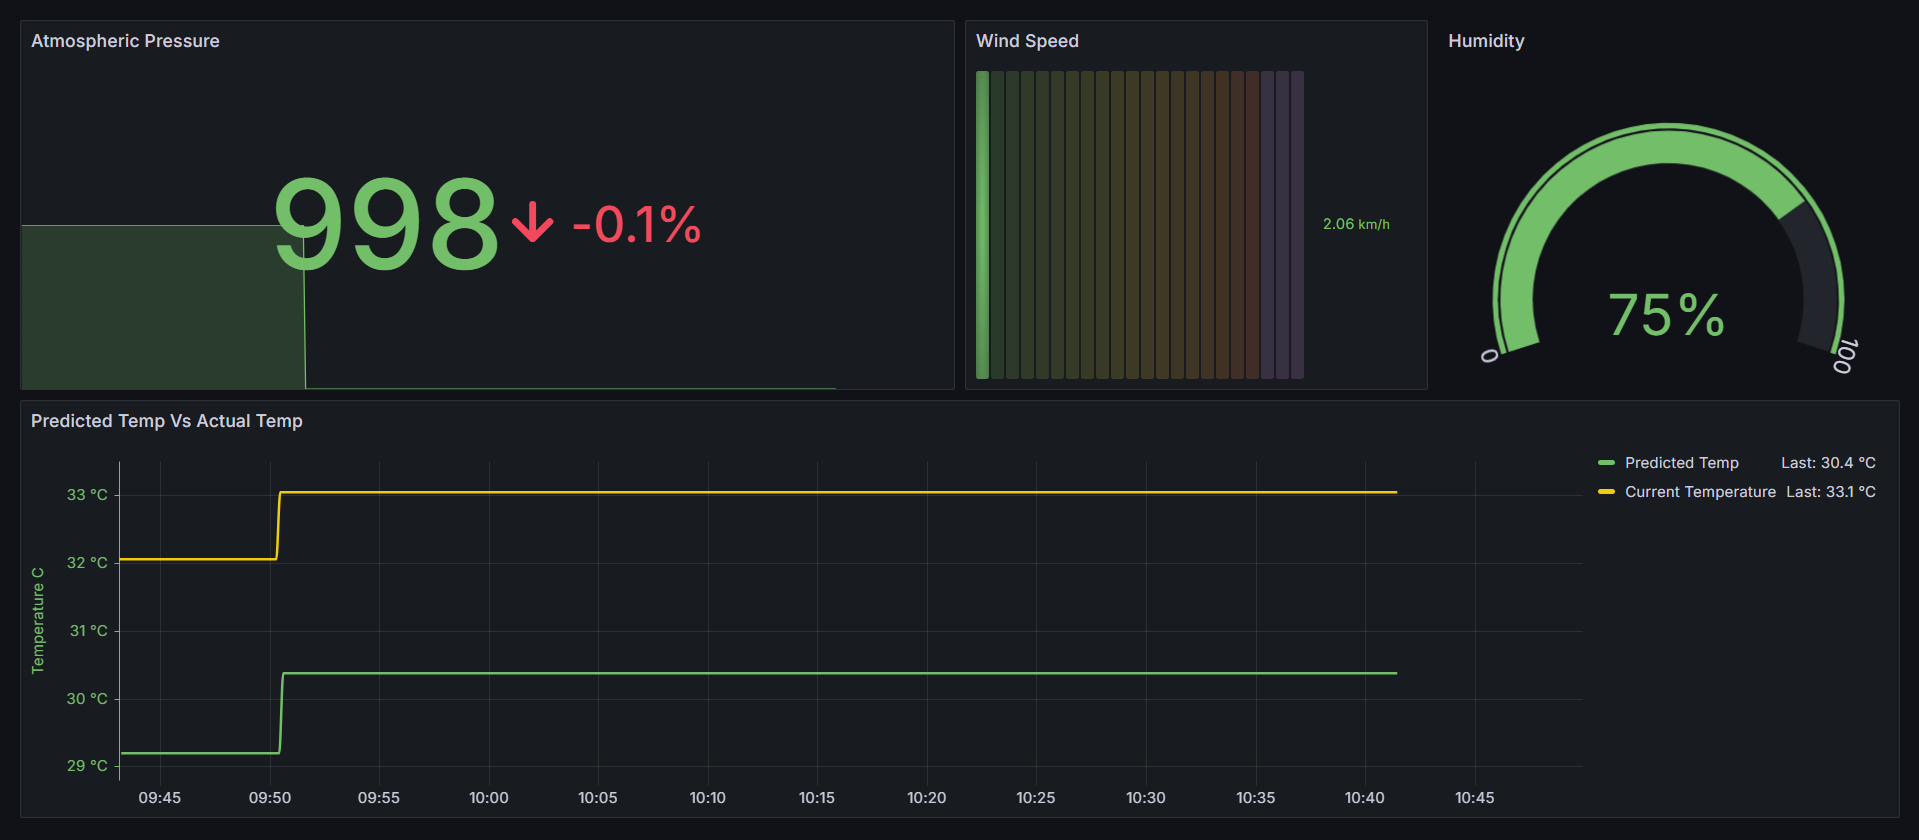 Atmospheric Pressure
998 ↓ -0.1%
Wind Speed
2.06 km/h
Humidity
75%
0
100
Predicted Temp Vs Actual Temp
Temperature C
33 °C
32 °C
31 °C
30 °C
29 °C
09:45 09:50 09:55 10:00 10:05 10:10 10:15 10:20 10:25 10:30 10:35 10:40 10:45
Predicted Temp Last: 30.4 °C
Current Temperature Last: 33.1 °C